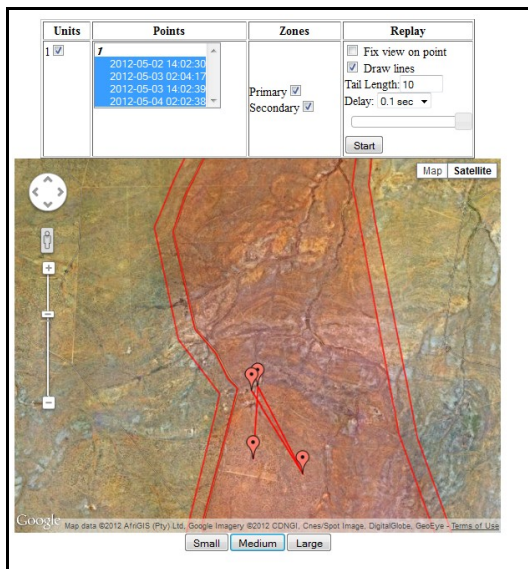 Units Points Zones Replay
1
1
2012-05-02 14:02:30
2012-05-03 02:04:17
2012-05-03 14:02:39
2012-05-04 02:02:38
Primary
Secondary
Fix view on point
Draw lines
Tail Length: 10
Delay: 0.1 sec
Start
Map Satellite
Google Map data ©2012 AfriGIS (Pty) Ltd, Google Imagery ©2012 CDNGI, Cnes/Spot Image, DigitalGlobe, GeoEye - Terms of Use
Small Medium Large